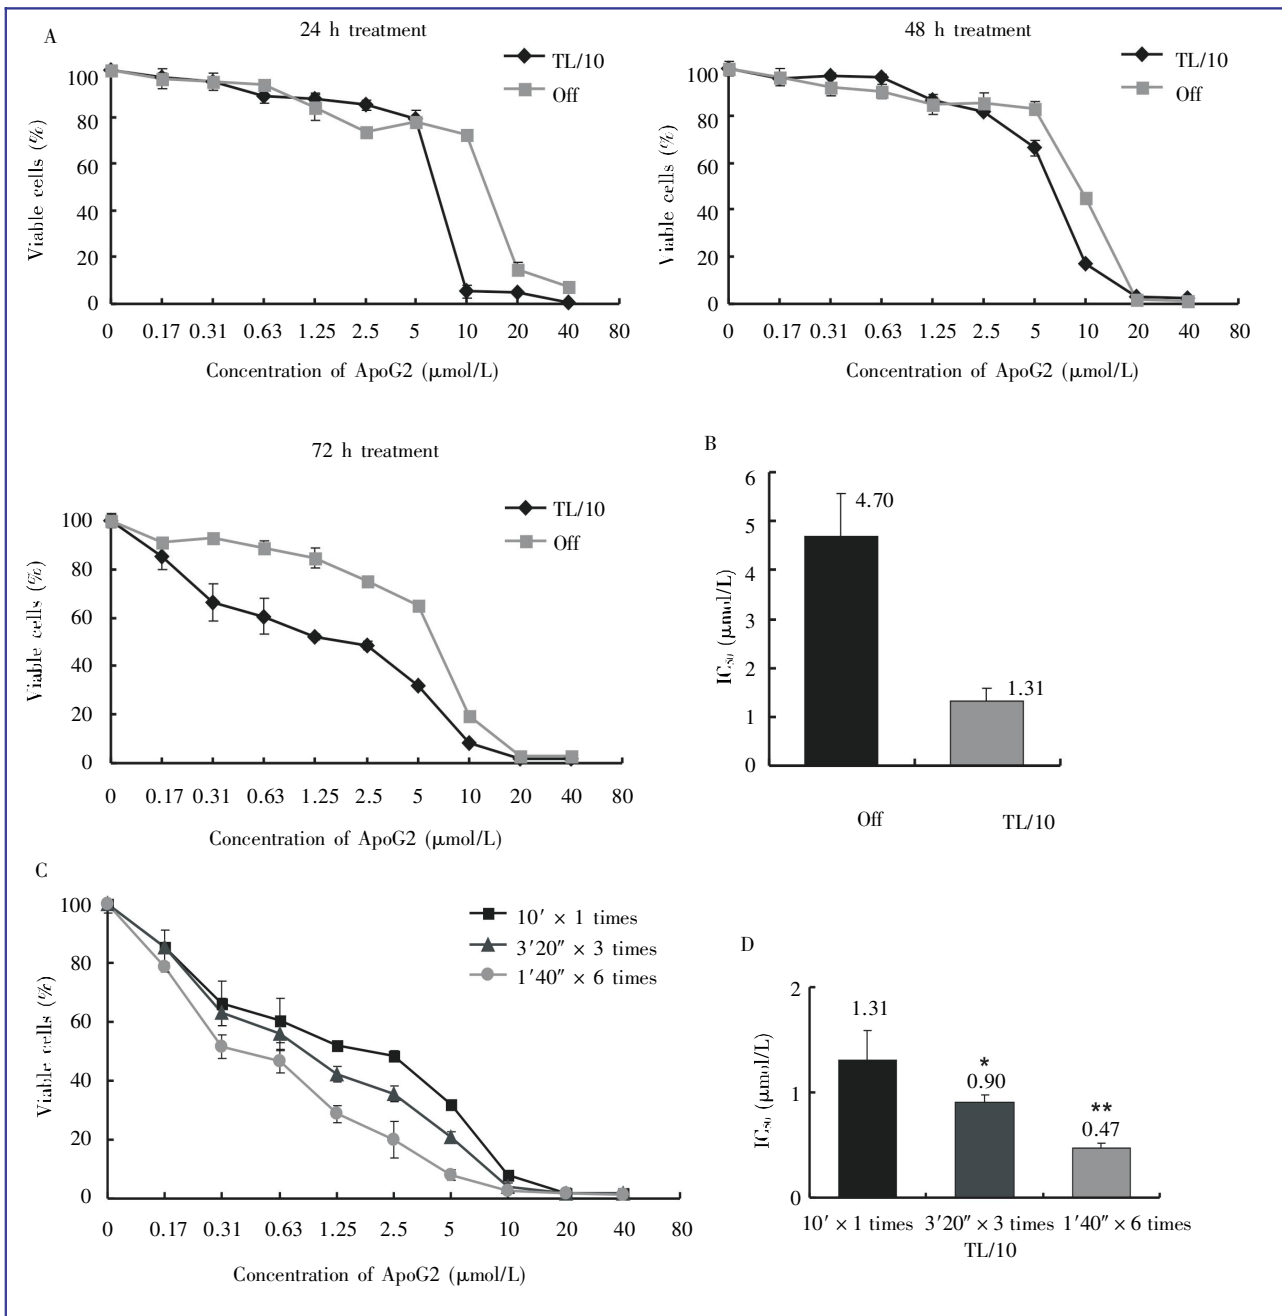 A
24 h treatment
TL/10
Off
Viable cells (%)
100
80
60
40
20
0
0 0.17 0.31 0.63 1.25 2.5 5 10 20 40 80
Concentration of ApoG2 (μmol/L)
48 h treatment
TL/10
Off
Viable cells (%)
100
80
60
40
20
0
0 0.17 0.31 0.63 1.25 2.5 5 10 20 40 80
Concentration of ApoG2 (μmol/L)
72 h treatment
TL/10
Off
Viable cells (%)
100
80
60
40
20
0
0 0.17 0.31 0.63 1.25 2.5 5 10 20 40 80
Concentration of ApoG2 (μmol/L)
B
IC₅₀ (μmol/L)
6
5
4
3
2
1
0
4.70
1.31
Off TL/10
C
10′ × 1 times
3′20″ × 3 times
1′40″ × 6 times
Viable cells (%)
100
80
60
40
20
0
0 0.17 0.31 0.63 1.25 2.5 5 10 20 40 80
Concentration of ApoG2 (μmol/L)
D
IC₅₀ (μmol/L)
2
1
0
1.31
*
0.90
**
0.47
10′ × 1 times 3′20″ × 3 times 1′40″ × 6 times
TL/10